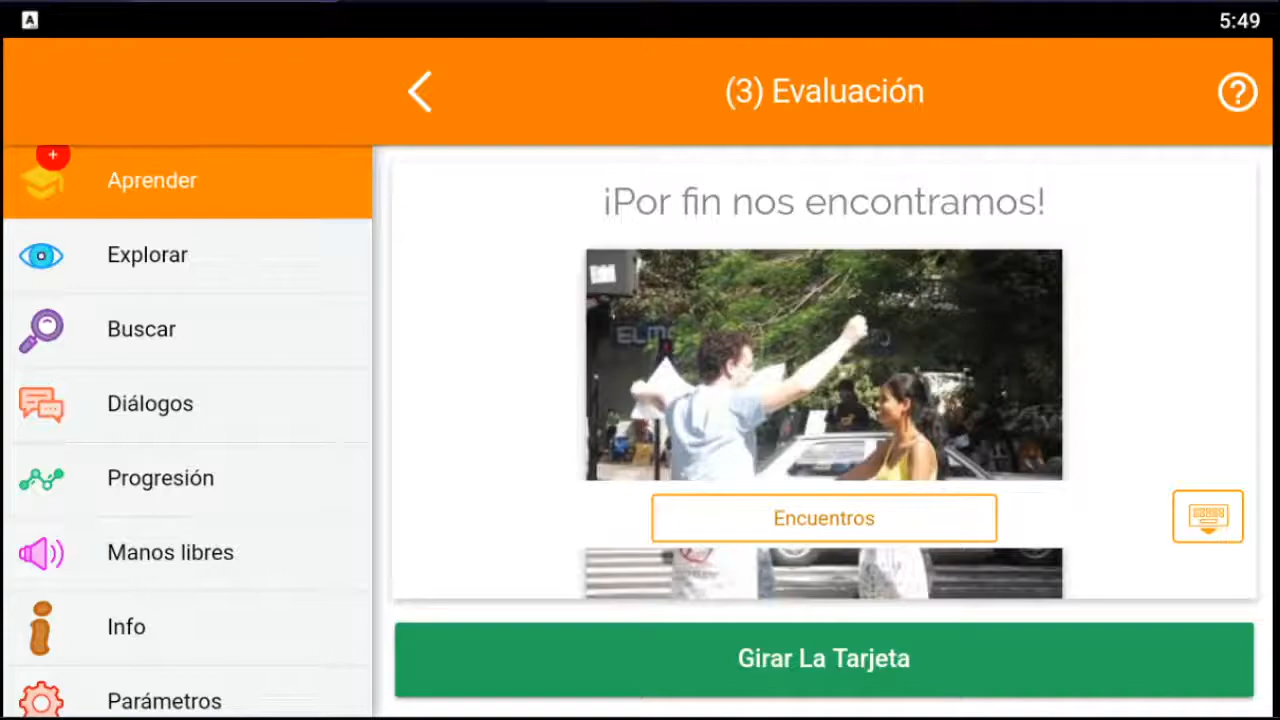 A
5:49
(3) Evaluación
?
+
Aprender
Explorar
Buscar
Diálogos
Progresión
Manos libres
Info
Parámetros
¡Por fin nos encontramos!
ELMO
Encuentros
Girar La Tarjeta